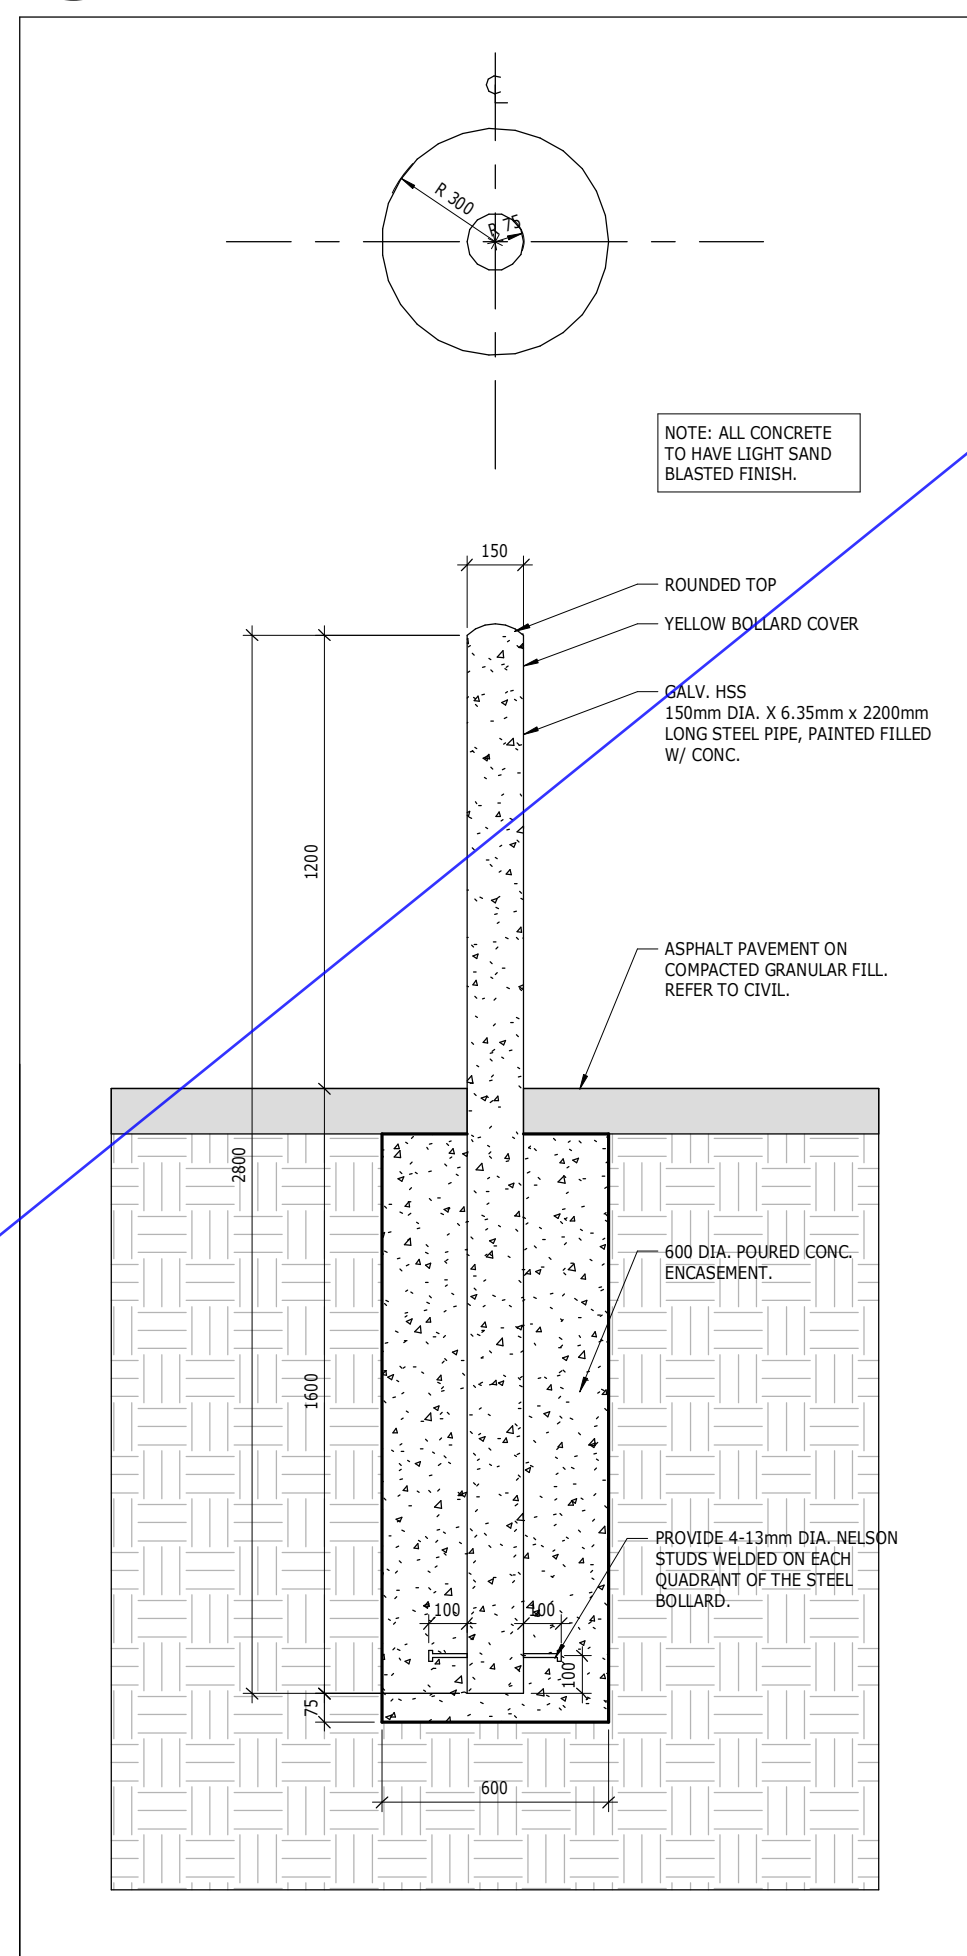 ℄
R 300
R 75
NOTE: ALL CONCRETE
TO HAVE LIGHT SAND
BLASTED FINISH.
150
ROUNDED TOP
YELLOW BOLLARD COVER
GALV. HSS
150mm DIA. X 6.35mm x 2200mm
LONG STEEL PIPE, PAINTED FILLED
W/ CONC.
1200
ASPHALT PAVEMENT ON
COMPACTED GRANULAR FILL.
REFER TO CIVIL.
2800
600 DIA. POURED CONC.
ENCASEMENT.
1600
PROVIDE 4-13mm DIA. NELSON
STUDS WELDED ON EACH
QUADRANT OF THE STEEL
BOLLARD.
100
100
100
75
600